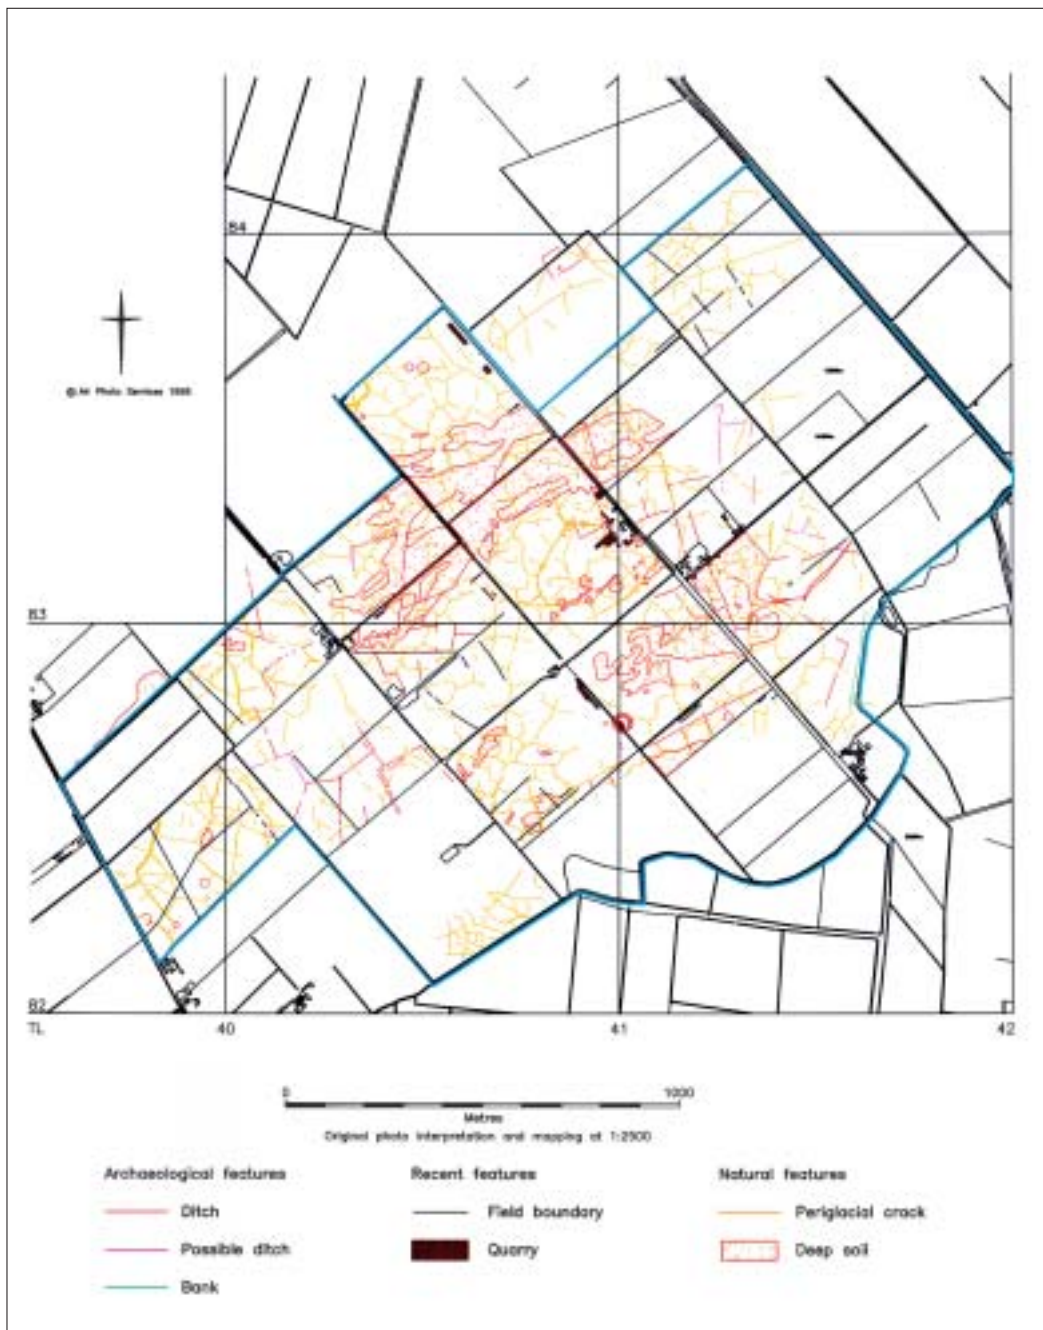 84
© Air Photo Services 1998
83
82
TL 40 41 42
0 1000
Metres
Original photo interpretation and mapping at 1:2500
Archaeological features Recent features Natural features
Ditch Field boundary Periglacial crack
Possible ditch Quarry Deep soil
Bank